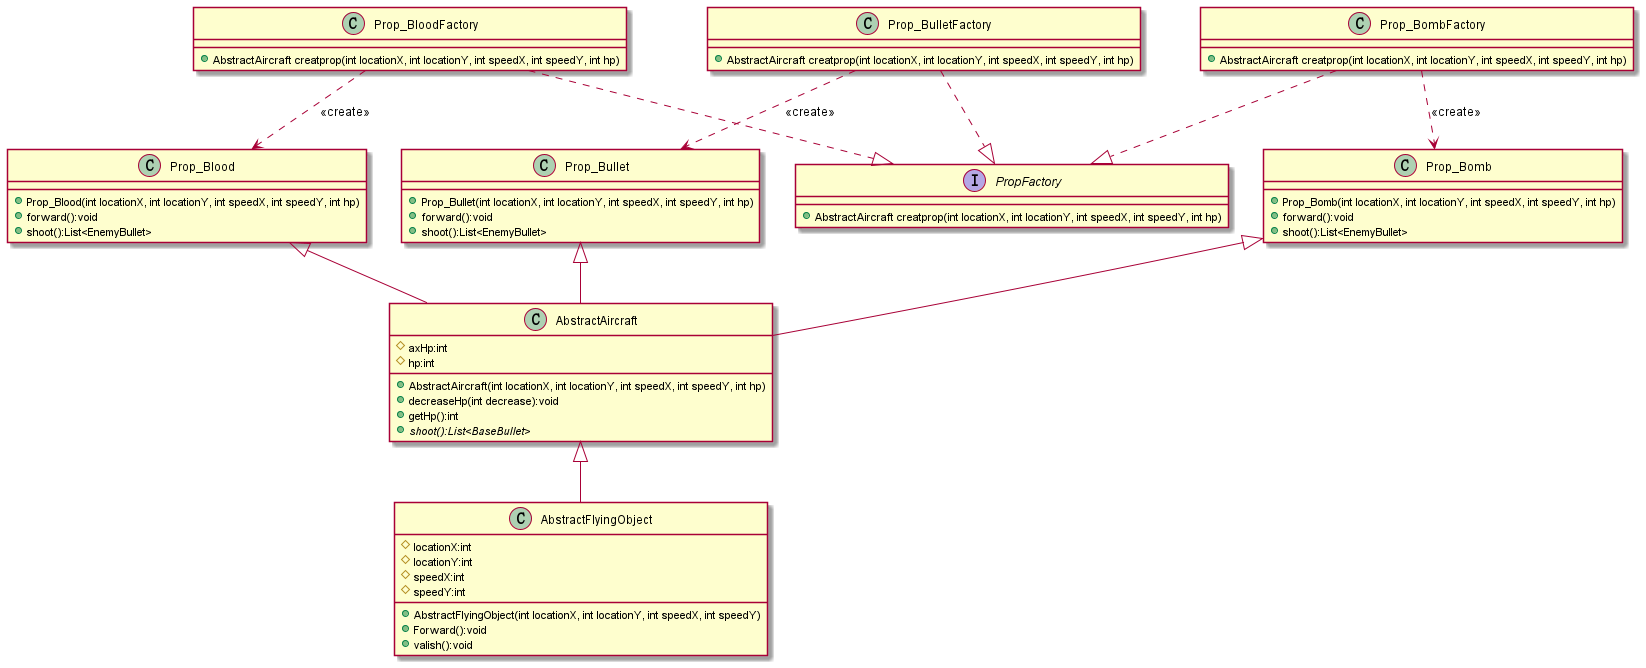 C Prop_BloodFactory
AbstractAircraft creatprop(int locationX, int locationY, int speedX, int speedY, int hp)
C Prop_BulletFactory
AbstractAircraft creatprop(int locationX, int locationY, int speedX, int speedY, int hp)
C Prop_BombFactory
AbstractAircraft creatprop(int locationX, int locationY, int speedX, int speedY, int hp)
«create»
«create»
«create»
C Prop_Blood
Prop_Blood(int locationX, int locationY, int speedX, int speedY, int hp)
forward():void
shoot():List<EnemyBullet>
C Prop_Bullet
Prop_Bullet(int locationX, int locationY, int speedX, int speedY, int hp)
forward():void
shoot():List<EnemyBullet>
I PropFactory
AbstractAircraft creatprop(int locationX, int locationY, int speedX, int speedY, int hp)
C Prop_Bomb
Prop_Bomb(int locationX, int locationY, int speedX, int speedY, int hp)
forward():void
shoot():List<EnemyBullet>
C AbstractAircraft
axHp:int
hp:int
AbstractAircraft(int locationX, int locationY, int speedX, int speedY, int hp)
decreaseHp(int decrease):void
getHp():int
shoot():List<BaseBullet>
C AbstractFlyingObject
locationX:int
locationY:int
speedX:int
speedY:int
AbstractFlyingObject(int locationX, int locationY, int speedX, int speedY)
Forward():void
valish():void